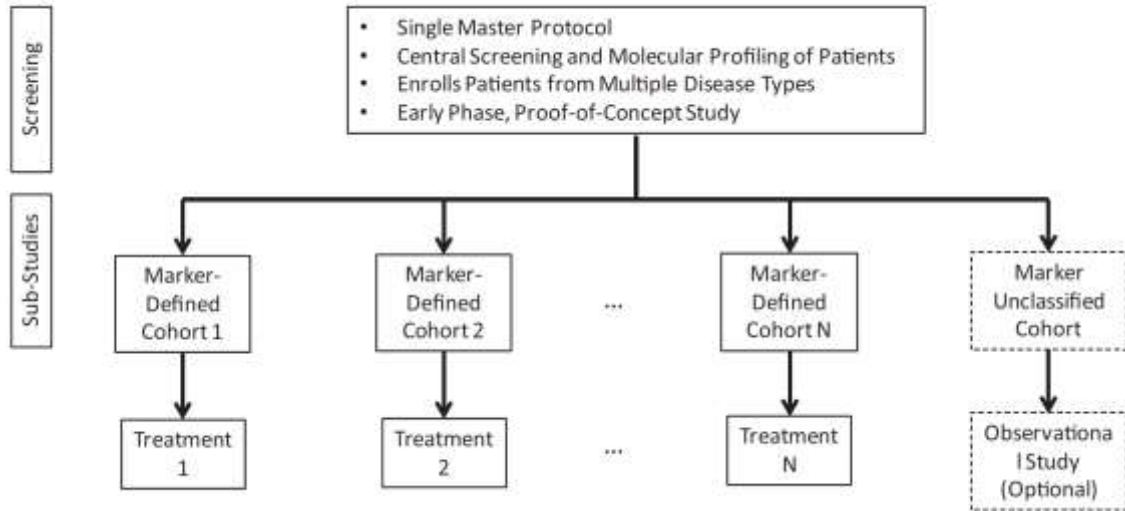 Screening
• Single Master Protocol
• Central Screening and Molecular Profiling of Patients
• Enrolls Patients from Multiple Disease Types
• Early Phase, Proof-of-Concept Study
Sub-Studies
Marker-
Defined
Cohort 1
Marker-
Defined
Cohort 2
...
Marker-
Defined
Cohort N
Marker
Unclassified
Cohort
Treatment
1
Treatment
2
...
Treatment
N
Observationa
l Study
(Optional)